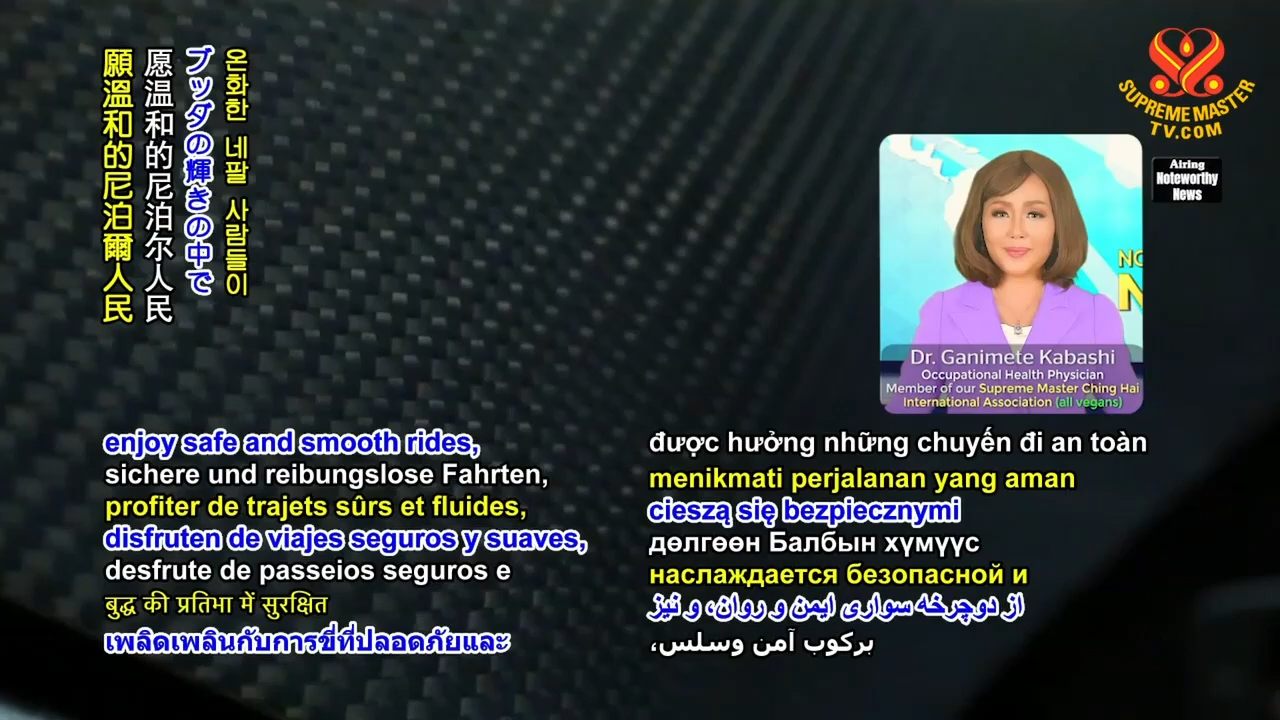 願溫和的尼泊爾人民
愿温和的尼泊尔人民
ブッダの輝きの中で
온화한 네팔 사람들이
SUPREME MASTER
TV.COM
Airing
Noteworthy
News
NO
N
Dr. Ganimete Kabashi
Occupational Health Physician
Member of our Supreme Master Ching Hai
International Association (all vegans)
enjoy safe and smooth rides,
sichere und reibungslose Fahrten,
profiter de trajets sûrs et fluides,
disfruten de viajes seguros y suaves,
desfrute de passeios seguros e
बुद्ध की प्रतिभा में सुरक्षित
เพลิดเพลินกับการขี่ที่ปลอดภัยและ
được hưởng những chuyến đi an toàn
menikmati perjalanan yang aman
cieszą się bezpiecznymi
дөлгөөн Балбын хүмүүс
наслаждается безопасной и
از دوچرخه سواری ایمن و روان، و نیز
بركوب آمن وسلس،